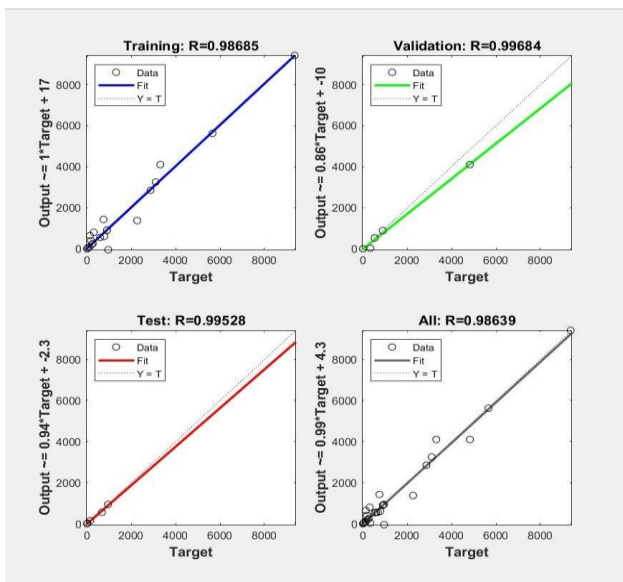 Training: R=0.98685
Output ~= 1*Target + 17
8000
6000
4000
2000
0
Data
Fit
Y = T
0 2000 4000 6000 8000
Target
Validation: R=0.99684
Output ~= 0.86*Target + -10
8000
6000
4000
2000
0
Data
Fit
Y = T
0 2000 4000 6000 8000
Target
Test: R=0.99528
Output ~= 0.94*Target + -2.3
8000
6000
4000
2000
0
Data
Fit
Y = T
0 2000 4000 6000 8000
Target
All: R=0.98639
Output ~= 0.99*Target + 4.3
8000
6000
4000
2000
0
Data
Fit
Y = T
0 2000 4000 6000 8000
Target